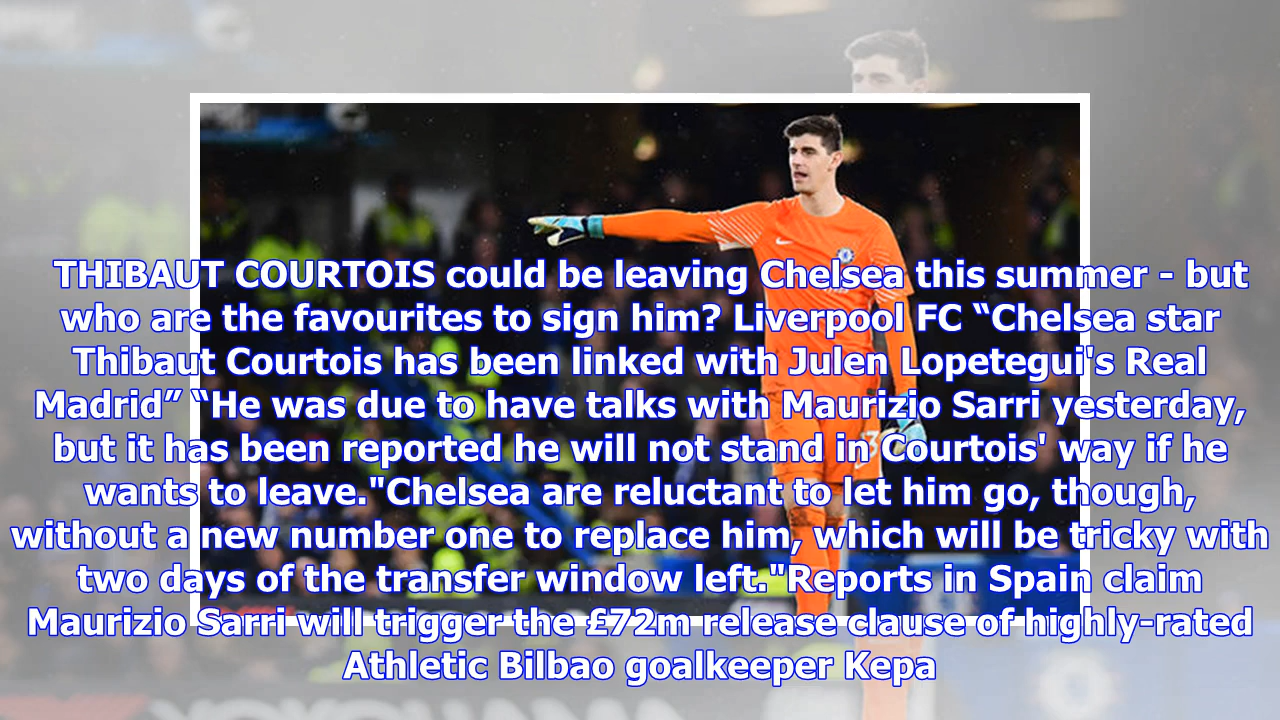 THIBAUT COURTOIS could be leaving Chelsea this summer - but
who are the favourites to sign him? Liverpool FC “Chelsea star
Thibaut Courtois has been linked with Julen Lopetegui's Real
Madrid” “He was due to have talks with Maurizio Sarri yesterday,
but it has been reported he will not stand in Courtois' way if he
wants to leave."Chelsea are reluctant to let him go, though,
without a new number one to replace him, which will be tricky with
two days of the transfer window left."Reports in Spain claim
Maurizio Sarri will trigger the £72m release clause of highly-rated
Athletic Bilbao goalkeeper Kepa